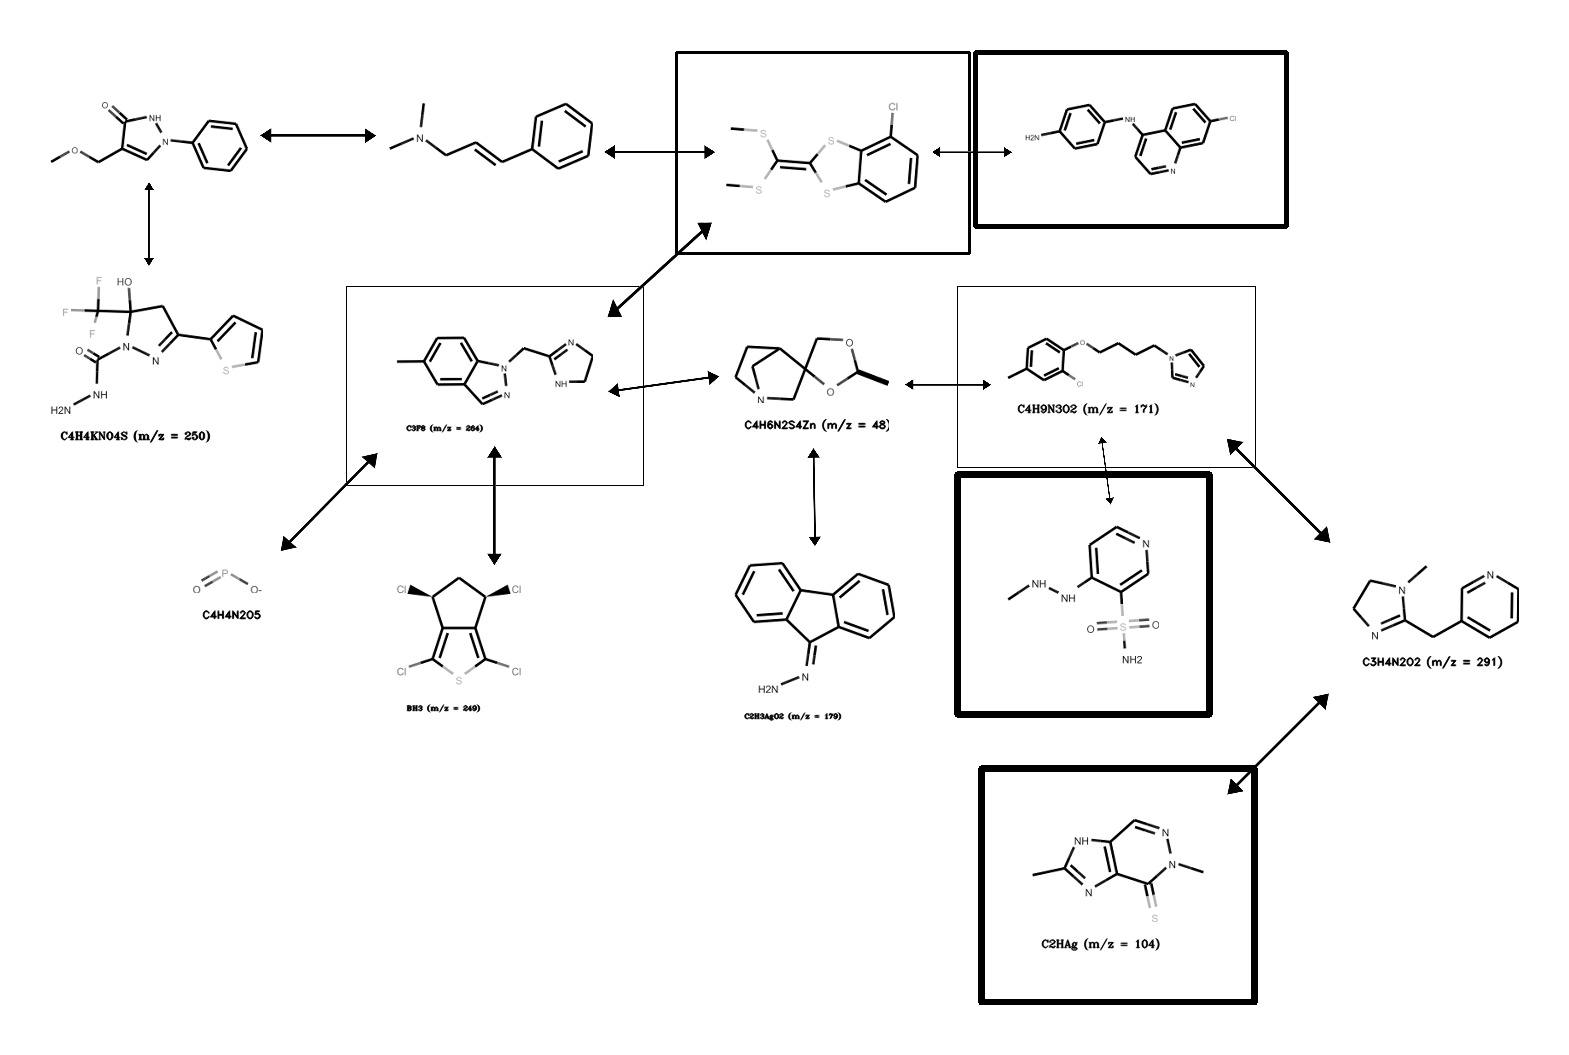 Cl
O
NH
N
O
N
S
S
S
S
H2N
NH
Cl
N
F
HO
F
F
N
N
O
S
NH
H2N
C4H4KNO4S (m/z = 250)
N
N
N
NH
C3F8 (m/z = 264)
O
O
N
C4H6N2S4Zn (m/z = 48)
O
Cl
N
N
C4H9N3O2 (m/z = 171)
P
O
O-
C4H4N2O5
Cl
Cl
Cl
Cl
S
BH3 (m/z = 249)
N
H2N
C2H3AgO2 (m/z = 179)
N
NH
NH
O
S
O
NH2
N
N
N
C3H4N2O2 (m/z = 291)
NH
N
N
N
S
C2HAg (m/z = 104)